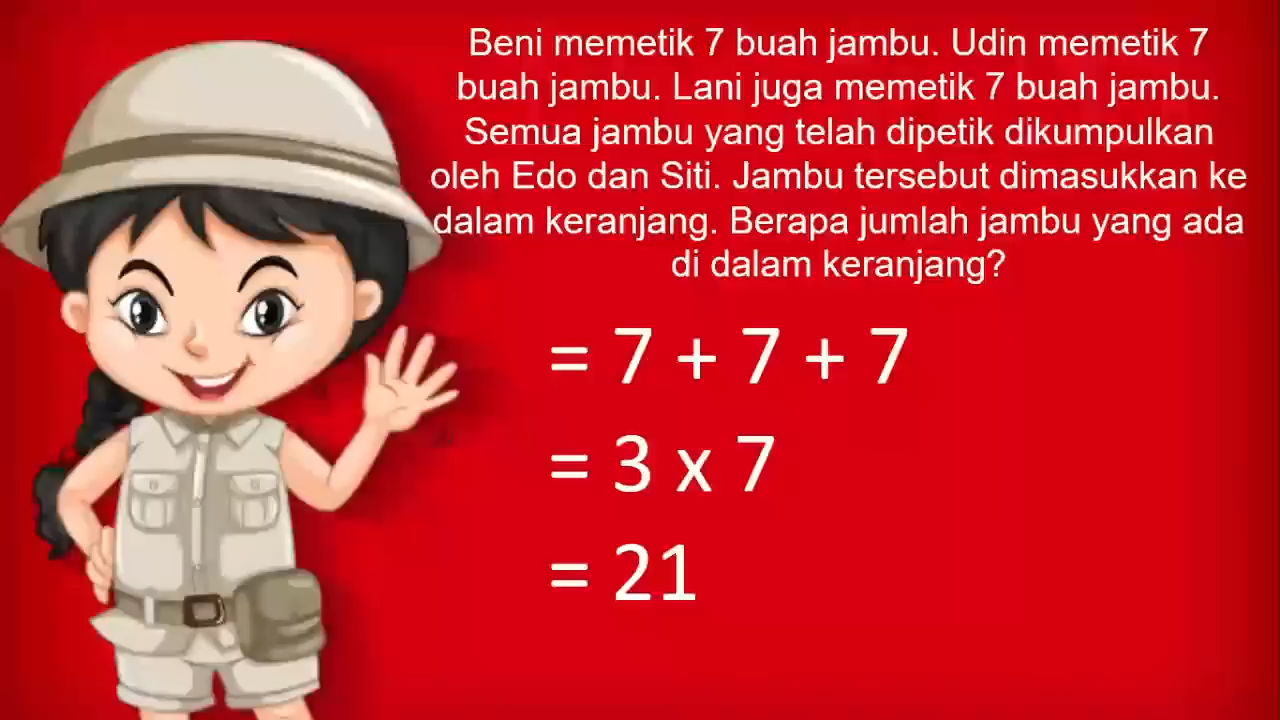 Beni memetik 7 buah jambu. Udin memetik 7
buah jambu. Lani juga memetik 7 buah jambu.
Semua jambu yang telah dipetik dikumpulkan
oleh Edo dan Siti. Jambu tersebut dimasukkan ke
dalam keranjang. Berapa jumlah jambu yang ada
di dalam keranjang?
= 7 + 7 + 7
= 3 x 7
= 21